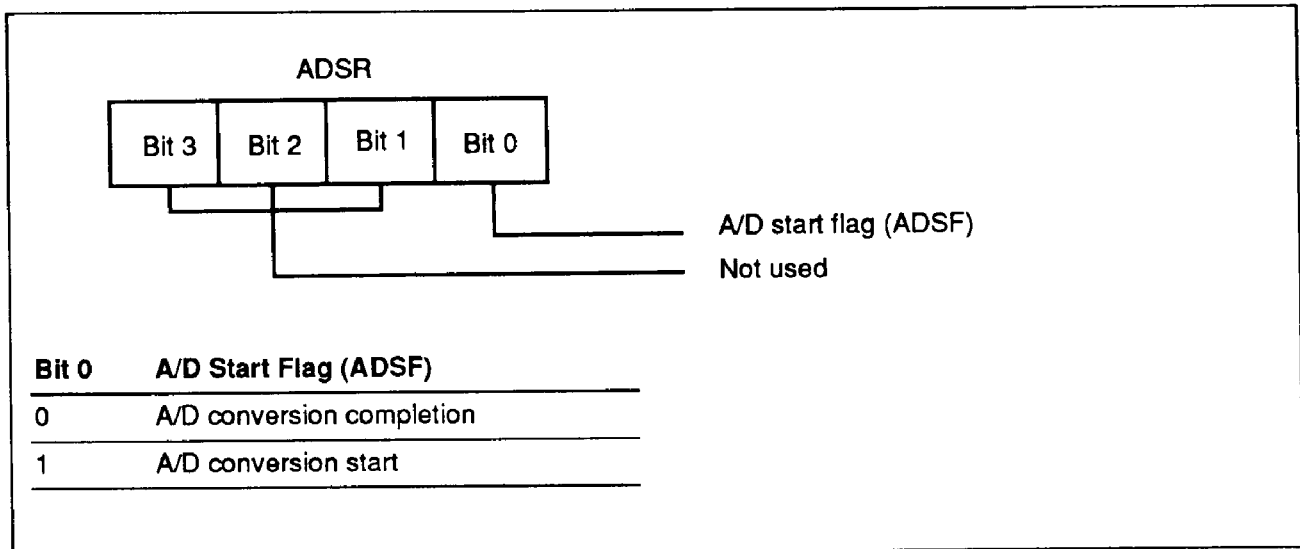 ADSR
Bit 3 Bit 2 Bit 1 Bit 0
A/D start flag (ADSF)
Not used
Bit 0 A/D Start Flag (ADSF)
0 A/D conversion completion
1 A/D conversion start